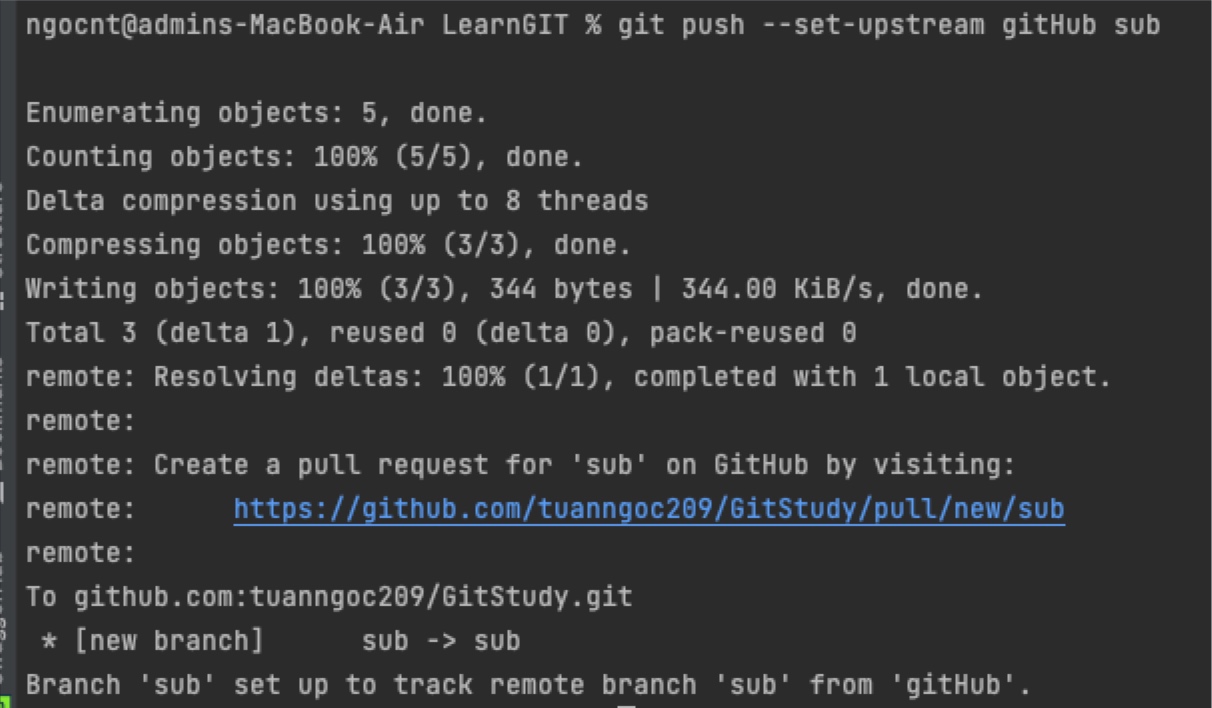 ngocnt@admins-MacBook-Air LearnGIT % git push --set-upstream gitHub sub
Enumerating objects: 5, done.
Counting objects: 100% (5/5), done.
Delta compression using up to 8 threads
Compressing objects: 100% (3/3), done.
Writing objects: 100% (3/3), 344 bytes | 344.00 KiB/s, done.
Total 3 (delta 1), reused 0 (delta 0), pack-reused 0
remote: Resolving deltas: 100% (1/1), completed with 1 local object.
remote:
remote: Create a pull request for 'sub' on GitHub by visiting:
remote:      https://github.com/tuanngoc209/GitStudy/pull/new/sub
remote:
To github.com:tuanngoc209/GitStudy.git
 * [new branch]      sub -> sub
Branch 'sub' set up to track remote branch 'sub' from 'gitHub'.